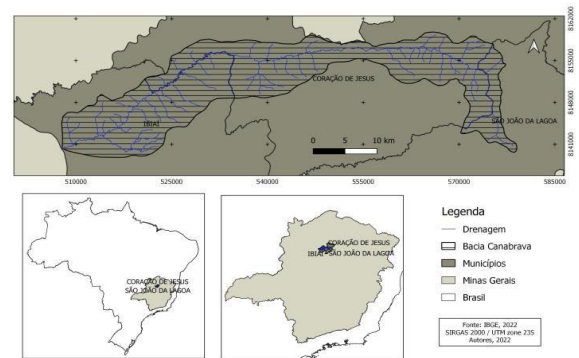 8162000
8155000
8148000
8141000
CORAÇÃO DE JESUS
SÃO JOÃO DA LAGOA
IBIAÍ
0 5 10 km
510000 525000 540000 555000 570000 585000
CORAÇÃO DE JESUS
SÃO JOÃO DA LAGOA
CORAÇÃO DE JESUS
IBIAÍ SÃO JOÃO DA LAGOA
Legenda
Drenagem
Bacia Canabrava
Municípios
Minas Gerais
Brasil
Fonte: IBGE, 2022
SIRGAS 2000 / UTM zone 23S
Autores, 2022